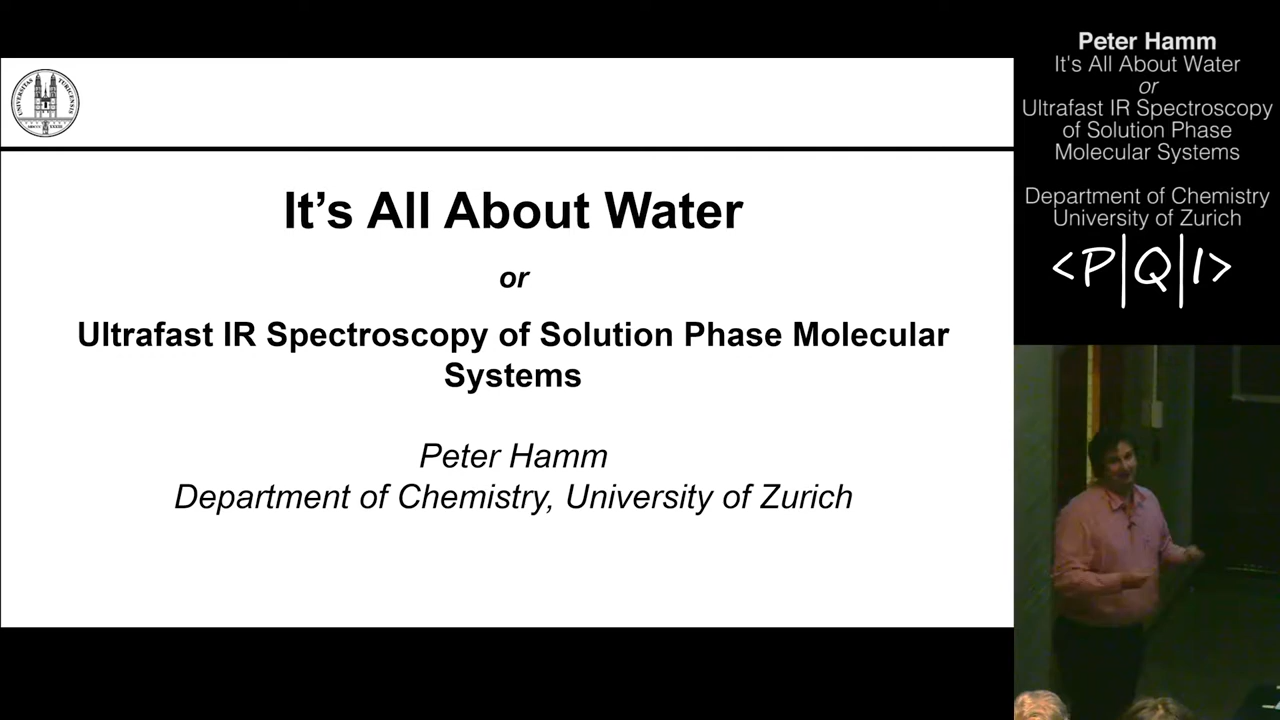 It's All About Water
or
Ultrafast IR Spectroscopy of Solution Phase Molecular
Systems
Peter Hamm
Department of Chemistry, University of Zurich
Peter Hamm
It's All About Water
or
Ultrafast IR Spectroscopy
of Solution Phase
Molecular Systems
Department of Chemistry
University of Zurich
<P|Q|I>
UNIVERSITAS TURICENSIS